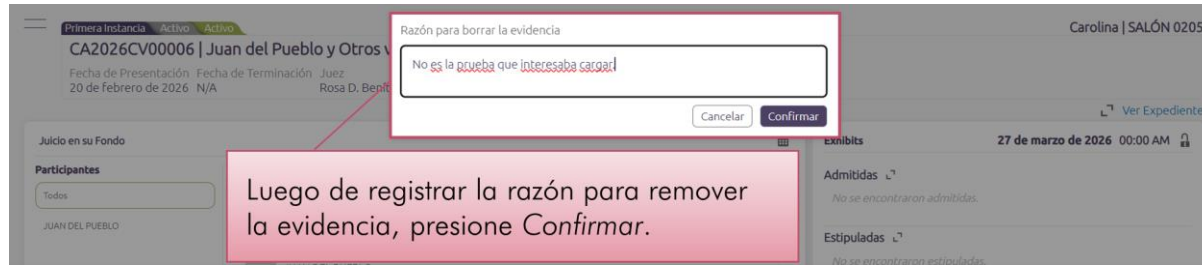 Primera Instancia Activo Activo
Carolina | SALÓN 0205
CA2026CV00006 | Juan del Pueblo y Otros v
Fecha de Presentación Fecha de Terminación Juez
20 de febrero de 2026 N/A Rosa D.
Razón para borrar la evidencia
No es la prueba que interesaba cargar.
Cancelar Confirmar
Ver Expediente
Juicio en su Fondo
Exhibits 27 de marzo de 2026 00:00 AM
Participantes
Todos
JUAN DEL PUEBLO
Luego de registrar la razón para remover
la evidencia, presione Confirmar.
Admitidas
No se encontraron admitidas.
Estipuladas
No se encontraron estipuladas.